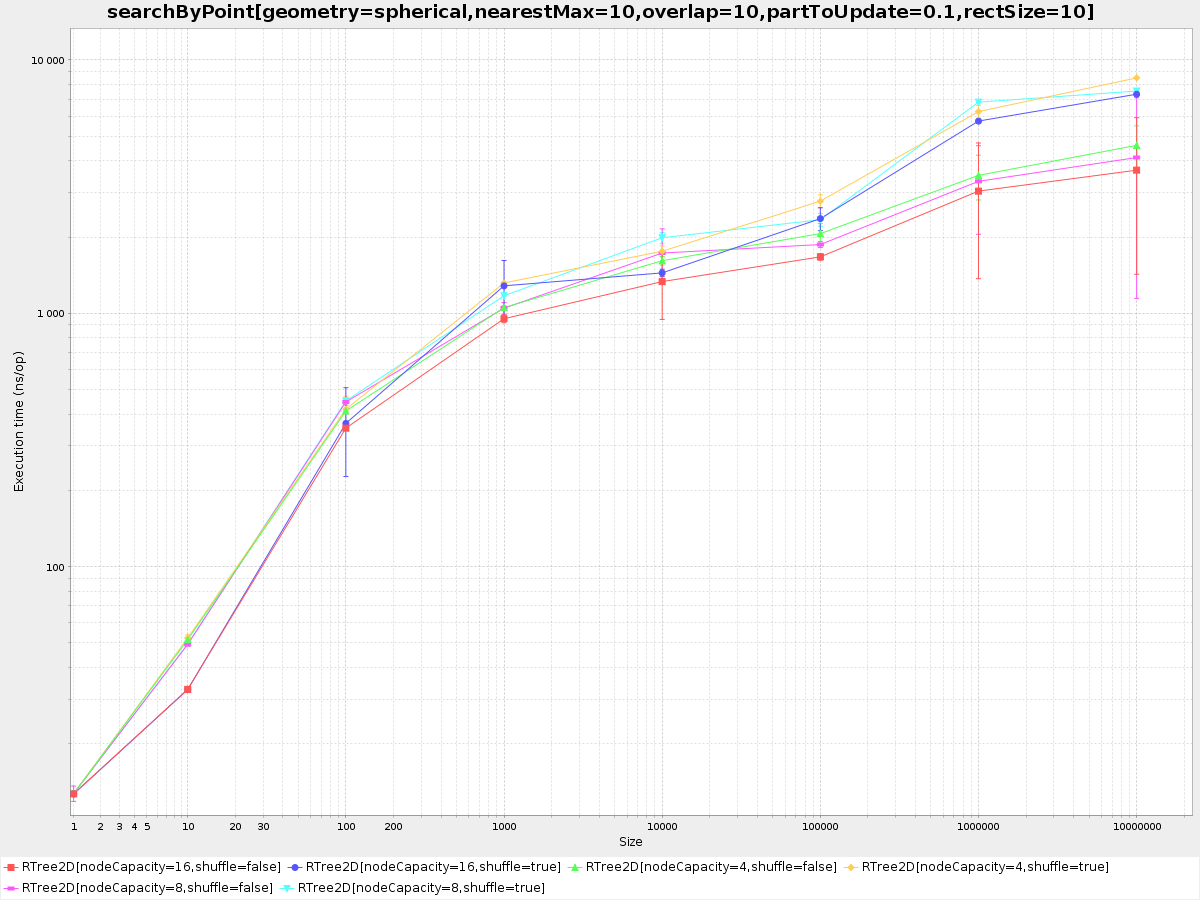 searchByPoint[geometry=spherical,nearestMax=10,overlap=10,partToUpdate=0.1,rectSize=10]
10 000
1 000
100
Execution time (ns/op)
1 2 3 4 5 10 20 30 100 200 1000 10000 100000 1000000 10000000
Size
RTree2D[nodeCapacity=16,shuffle=false] RTree2D[nodeCapacity=16,shuffle=true] RTree2D[nodeCapacity=4,shuffle=false] RTree2D[nodeCapacity=4,shuffle=true]
RTree2D[nodeCapacity=8,shuffle=false] RTree2D[nodeCapacity=8,shuffle=true]